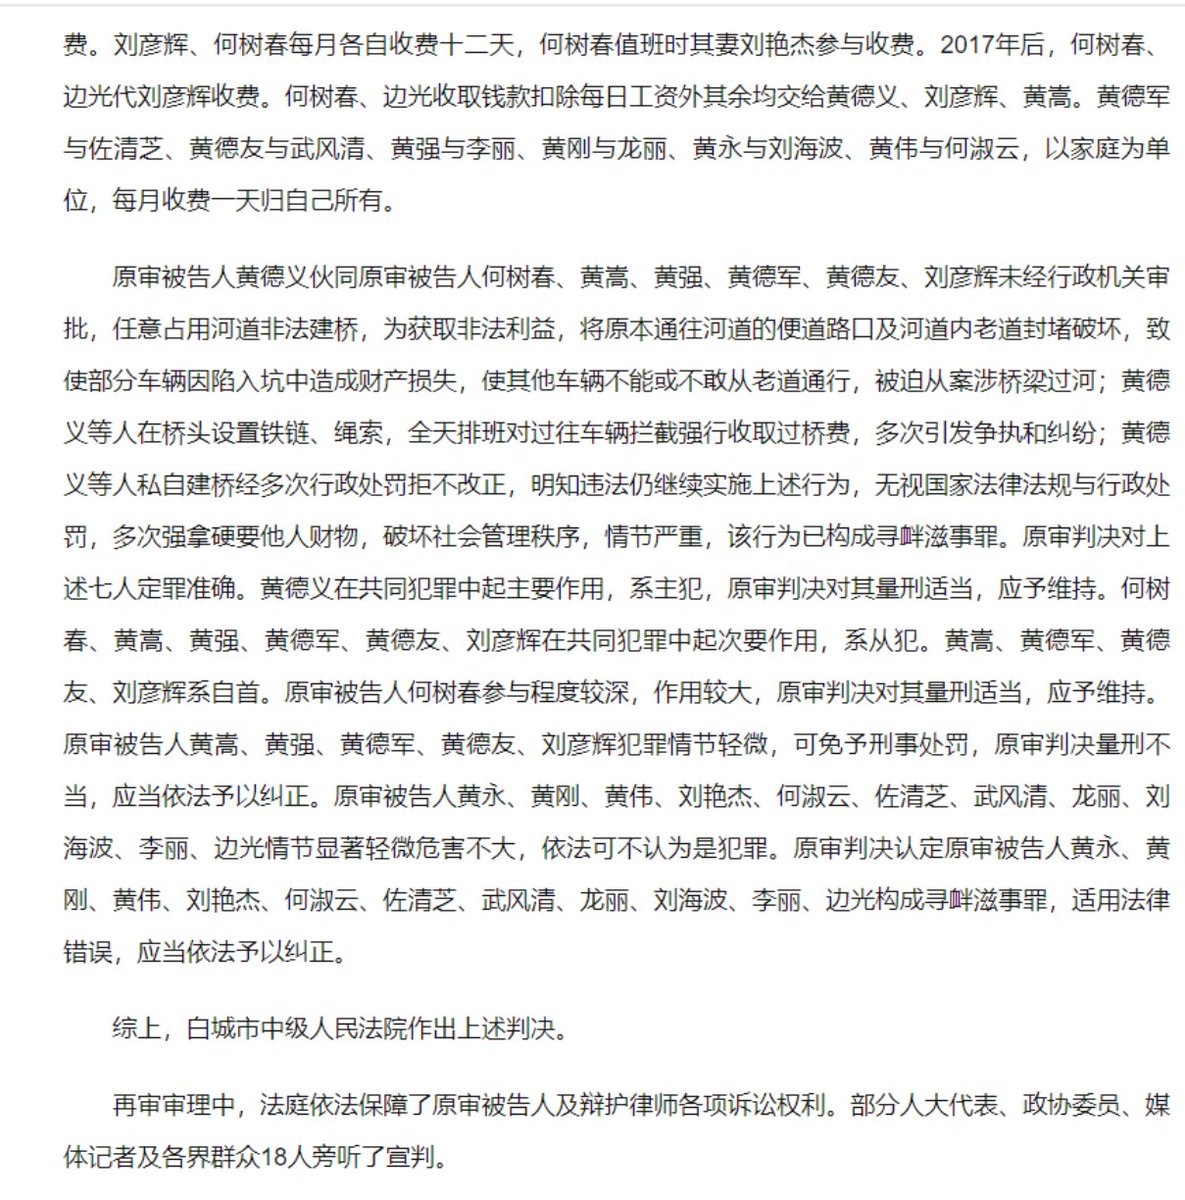 费。刘彦辉、何树春每月各自收费十二天，何树春值班时其妻刘艳杰参与收费。2017年后，何树春、
边光代刘彦辉收费。何树春、边光收取钱款扣除每日工资外其余均交给黄德义、刘彦辉、黄嵩。黄德军
与佐清芝、黄德友与武风清、黄强与李丽、黄刚与龙丽、黄永与刘海波、黄伟与何淑云，以家庭为单
位，每月收费一天归自己所有。
原审被告人黄德义伙同原审被告人何树春、黄嵩、黄强、黄德军、黄德友、刘彦辉未经行政机关审
批，任意占用河道非法建桥，为获取非法利益，将原本通往河道的便道路口及河道内老道封堵破坏，致
使部分车辆因陷入坑中造成财产损失，使其他车辆不能或不敢从老道通行，被迫从案涉桥梁过河；黄德
义等人在桥头设置铁链、绳索，全天排班对过往车辆拦截强行收取过桥费，多次引发争执和纠纷；黄德
义等人私自建桥经多次行政处罚拒不改正，明知违法仍继续实施上述行为，无视国家法律法规与行政处
罚，多次强拿硬要他人财物，破坏社会管理秩序，情节严重，该行为已构成寻衅滋事罪。原审判决对上
述七人定罪准确。黄德义在共同犯罪中起主要作用，系主犯，原审判决对其量刑适当，应予维持。何树
春、黄嵩、黄强、黄德军、黄德友、刘彦辉在共同犯罪中起次要作用，系从犯。黄嵩、黄德军、黄德
友、刘彦辉系自首。原审被告人何树春参与程度较深，作用较大，原审判决对其量刑适当，应予维持。
原审被告人黄嵩、黄强、黄德军、黄德友、刘彦辉犯罪情节轻微，可免予刑事处罚，原审判决量刑不
当，应当依法予以纠正。原审被告人黄永、黄刚、黄伟、刘艳杰、何淑云、佐清芝、武风清、龙丽、刘
海波、李丽、边光情节显著轻微危害不大，依法可不认为是犯罪。原审判决认定原审被告人黄永、黄
刚、黄伟、刘艳杰、何淑云、佐清芝、武风清、龙丽、刘海波、李丽、边光构成寻衅滋事罪，适用法律
错误，应当依法予以纠正。
综上，白城市中级人民法院作出上述判决。
再审审理中，法庭依法保障了原审被告人及辩护律师各项诉讼权利。部分人大代表、政协委员、媒
体记者及各界群众18人旁听了宣判。